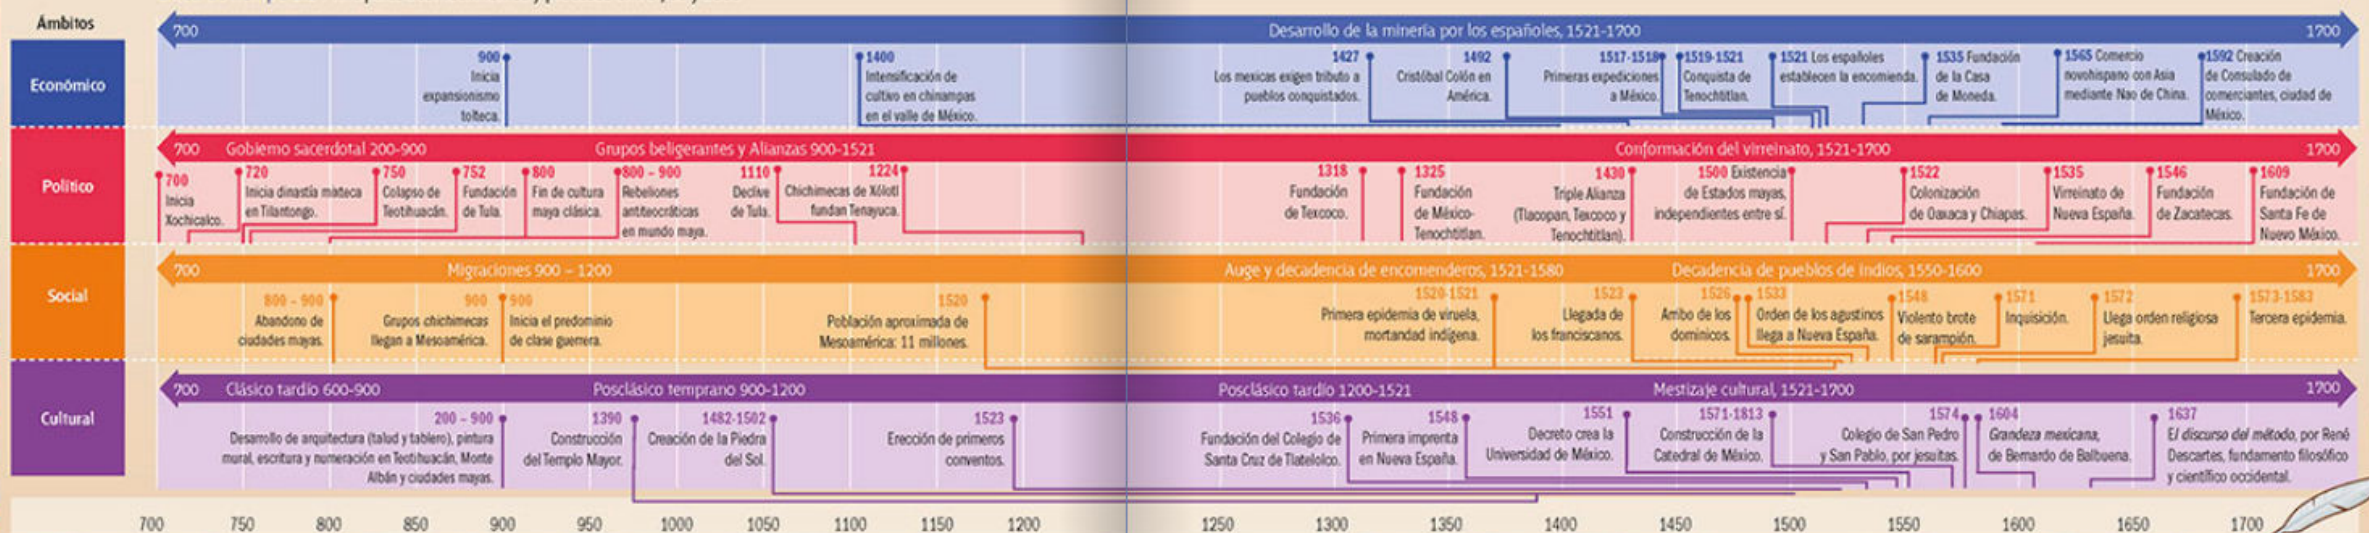 Ámbitos
700 Desarrollo de la minería por los españoles, 1521-1700 1700
Económico
900
Inicia
expansionismo
tolteca.
1400
Intensificación de
cultivo en chinampas
en el valle de México.
1427
Los mexicas exigen tributo a
pueblos conquistados.
1492
Cristóbal Colón en
América.
1517-1518
Primeras expediciones
a México.
1519-1521
Conquista de
Tenochtitlan.
1521 Los españoles
establecen la encomienda.
1535 Fundación
de la Casa
de Moneda.
1565 Comercio
novohispano con Asia
mediante Nao de China.
1592 Creación
de Consulado de
comerciantes, ciudad de
México.
700 Gobierno sacerdotal 200-900 Grupos beligerantes y Alianzas 900-1521 Conformación del virreinato, 1521-1700 1700
Político
700
Inicia
Xochicalco.
720
Inicia dinastía mixteca
en Tilantongo.
750
Colapso de
Teotihuacán.
752
Fundación
de Tula.
800
Fin de cultura
maya clásica.
800 - 900
Rebeliones
antiteocráticas
en mundo maya.
1110
Declive
de Tula.
1224
Chichimecas de Xólotl
fundan Tenayuca.
1318
Fundación
de Texcoco.
1325
Fundación
de México-
Tenochtitlan.
1430
Triple Alianza
(Tlacopan, Texcoco y
Tenochtitlan).
1500 Existencia
de Estados mayas,
independientes entre sí.
1522
Colonización
de Oaxaca y Chiapas.
1535
Virreinato de
Nueva España.
1546
Fundación
de Zacatecas.
1609
Fundación de
Santa Fe de
Nuevo México.
700 Migraciones 900 – 1200 Auge y decadencia de encomenderos, 1521-1580 Decadencia de pueblos de indios, 1550-1600 1700
Social
800 - 900
Abandono de
ciudades mayas.
900
Grupos chichimecas
llegan a Mesoamérica.
900
Inicia el predominio
de clase guerrera.
1520
Población aproximada de
Mesoamérica: 11 millones.
1520-1521
Primera epidemia de viruela,
mortandad indígena.
1523
Llegada de
los franciscanos.
1526
Arribo de los
dominicos.
1533
Orden de los agustinos
llega a Nueva España.
1548
Violento brote
de sarampión.
1571
Inquisición.
1572
Llega orden religiosa
jesuita.
1573-1583
Tercera epidemia.
700 Clásico tardío 600-900 Posclásico temprano 900-1200 Posclásico tardío 1200-1521 Mestizaje cultural, 1521-1700 1700
Cultural
200 – 900
Desarrollo de arquitectura (talud y tablero), pintura
mural, escritura y numeración en Teotihuacán, Monte
Albán y ciudades mayas.
1390
Construcción
del Templo Mayor.
1482-1502
Creación de la Piedra
del Sol.
1523
Erección de primeros
conventos.
1536
Fundación del Colegio de
Santa Cruz de Tlatelolco.
1548
Primera imprenta
en Nueva España.
1551
Decreto crea la
Universidad de México.
1571-1813
Construcción de la
Catedral de México.
1574
Colegio de San Pedro
y San Pablo, por jesuitas.
1604
Grandeza mexicana,
de Bernardo de Balbuena.
1637
El discurso del método, por René
Descartes, fundamento filosófico
y científico occidental.
700 750 800 850 900 950 1000 1050 1100 1150 1200 1250 1300 1350 1400 1450 1500 1550 1600 1650 1700